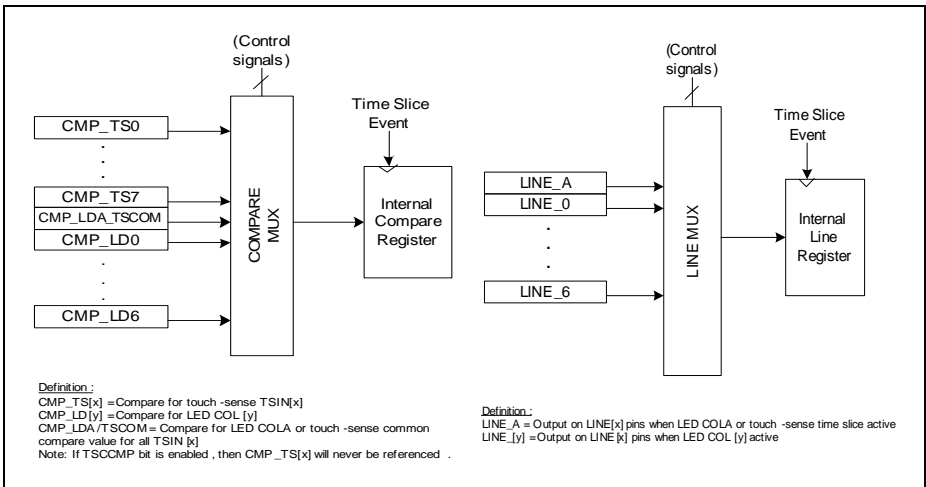 (Control
signals)
CMP_TS0
CMP_TS7
CMP_LDA_TSCOM
CMP_LD0
CMP_LD6
COMPARE
MUX
Time Slice
Event
Internal
Compare
Register
Definition :
CMP_TS[x] =Compare for touch -sense TSIN[x]
CMP_LD[y] =Compare for LED COL [y]
CMP_LDA /TSCOM = Compare for LED COLA or touch -sense common
compare value for all TSIN [x]
Note: If TSCCMP bit is enabled , then CMP_TS[x] will never be referenced .
(Control
signals)
LINE_A
LINE_0
LINE_6
LINE MUX
Time Slice
Event
Internal
Line
Register
Definition :
LINE_A = Output on LINE[x] pins when LED COLA or touch -sense time slice active
LINE_[y] =Output on LINE[x] pins when LED COL [y] active